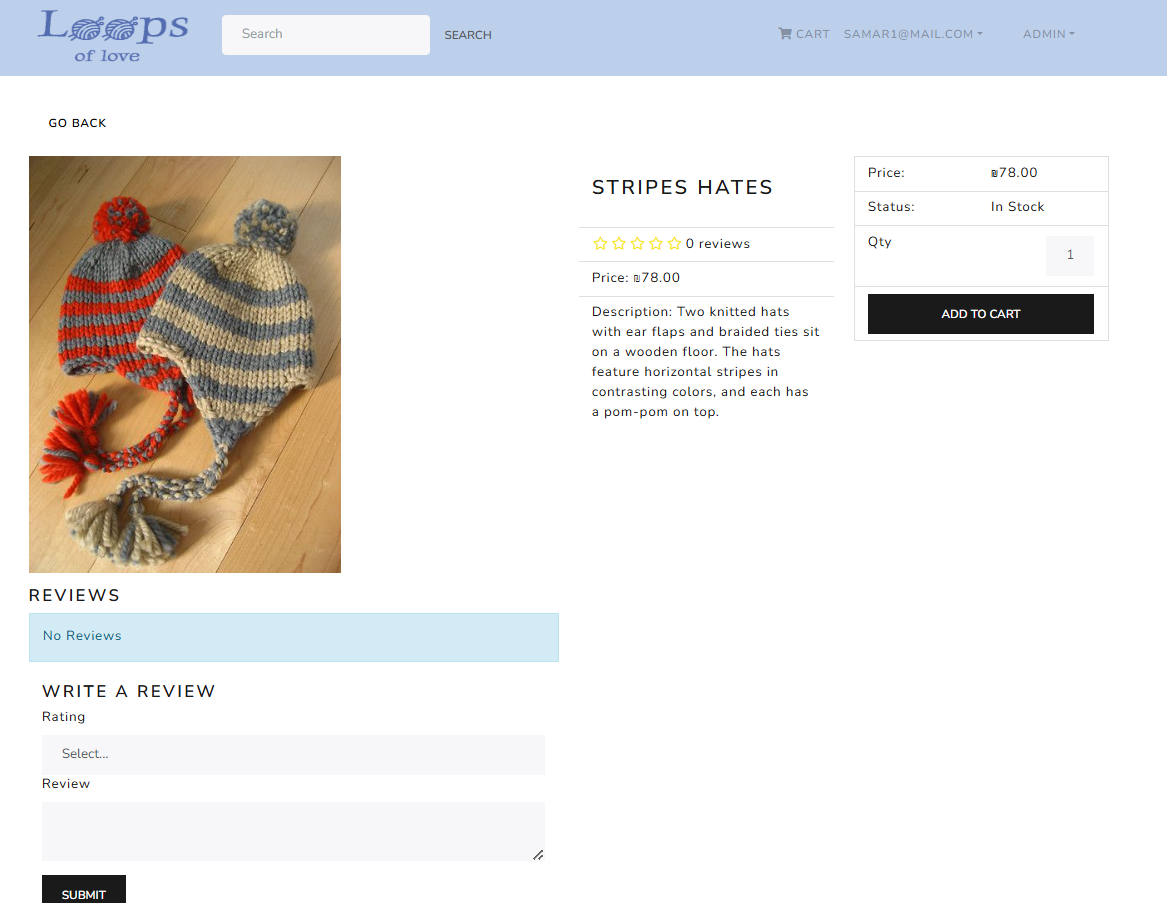 Loops
of love
Search
SEARCH
CART
SAMAR1@MAIL.COM
ADMIN
GO BACK
STRIPES HATES
0 reviews
Price: ₪78.00
Description: Two knitted hats
with ear flaps and braided ties sit
on a wooden floor. The hats
feature horizontal stripes in
contrasting colors, and each has
a pom-pom on top.
Price: ₪78.00
Status: In Stock
Qty 1
ADD TO CART
REVIEWS
No Reviews
WRITE A REVIEW
Rating
Select...
Review
SUBMIT